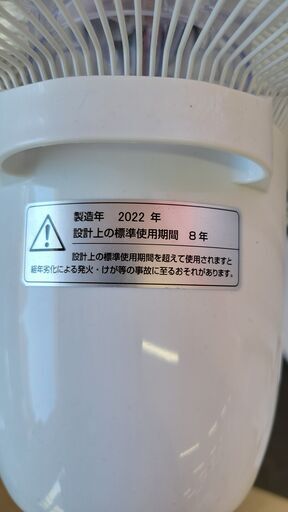 製造年 2022 年
設計上の標準使用期間 8年
設計上の標準使用期間を超えて使用されますと
経年劣化による発火・けが等の事故に至るおそれがあります。